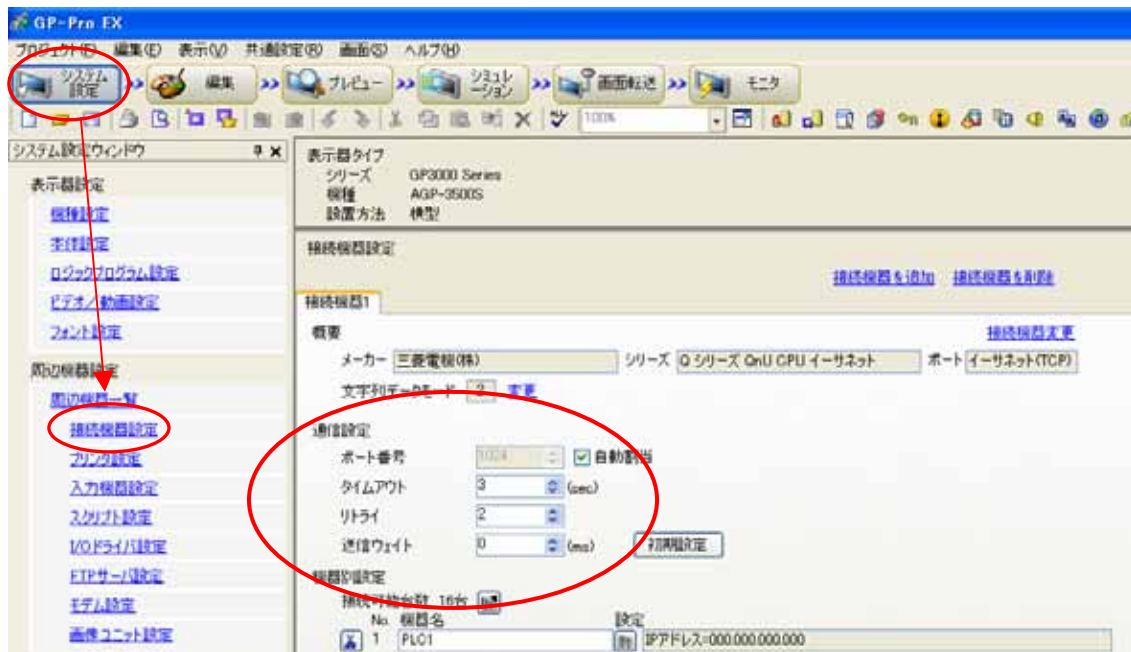 GP-Pro EX
プロジェクト(F) 編集(E) 表示(V) 共通設定(R) 画面(S) ヘルプ(H)
システム設定 >> 編集 >> プレビュー >> シミュレーション >> 画面転送 >> モニタ
100%
システム設定ウィンドウ
表示器設定
機種設定
本体設定
ロジックプログラム設定
ビデオ/動画設定
フォント設定
周辺機器設定
周辺機器一覧
接続機器設定
プリンタ設定
入力機器設定
スクリプト設定
I/Oドライバ設定
FTPサーバ設定
モデム設定
画像ユニット設定
表示器タイプ
シリーズ GP3000 Series
機種 AGP-3500S
設置方法 横型
接続機器設定
接続機器を追加 接続機器を削除
接続機器1
概要 接続機器変更
メーカー 三菱電機(株) シリーズ Q シリーズ QnU CPU イーサネット ポート イーサネット(TCP)
文字列データモード 2 変更
通信設定
ポート番号 1024 自動割当
タイムアウト 3 (sec)
リトライ 2
送信ウェイト 0 (ms) 初期設定
機器別設定
接続可能台数 16台
No. 機器名 設定
1 PLC1 IPアドレス=000.000.000.000